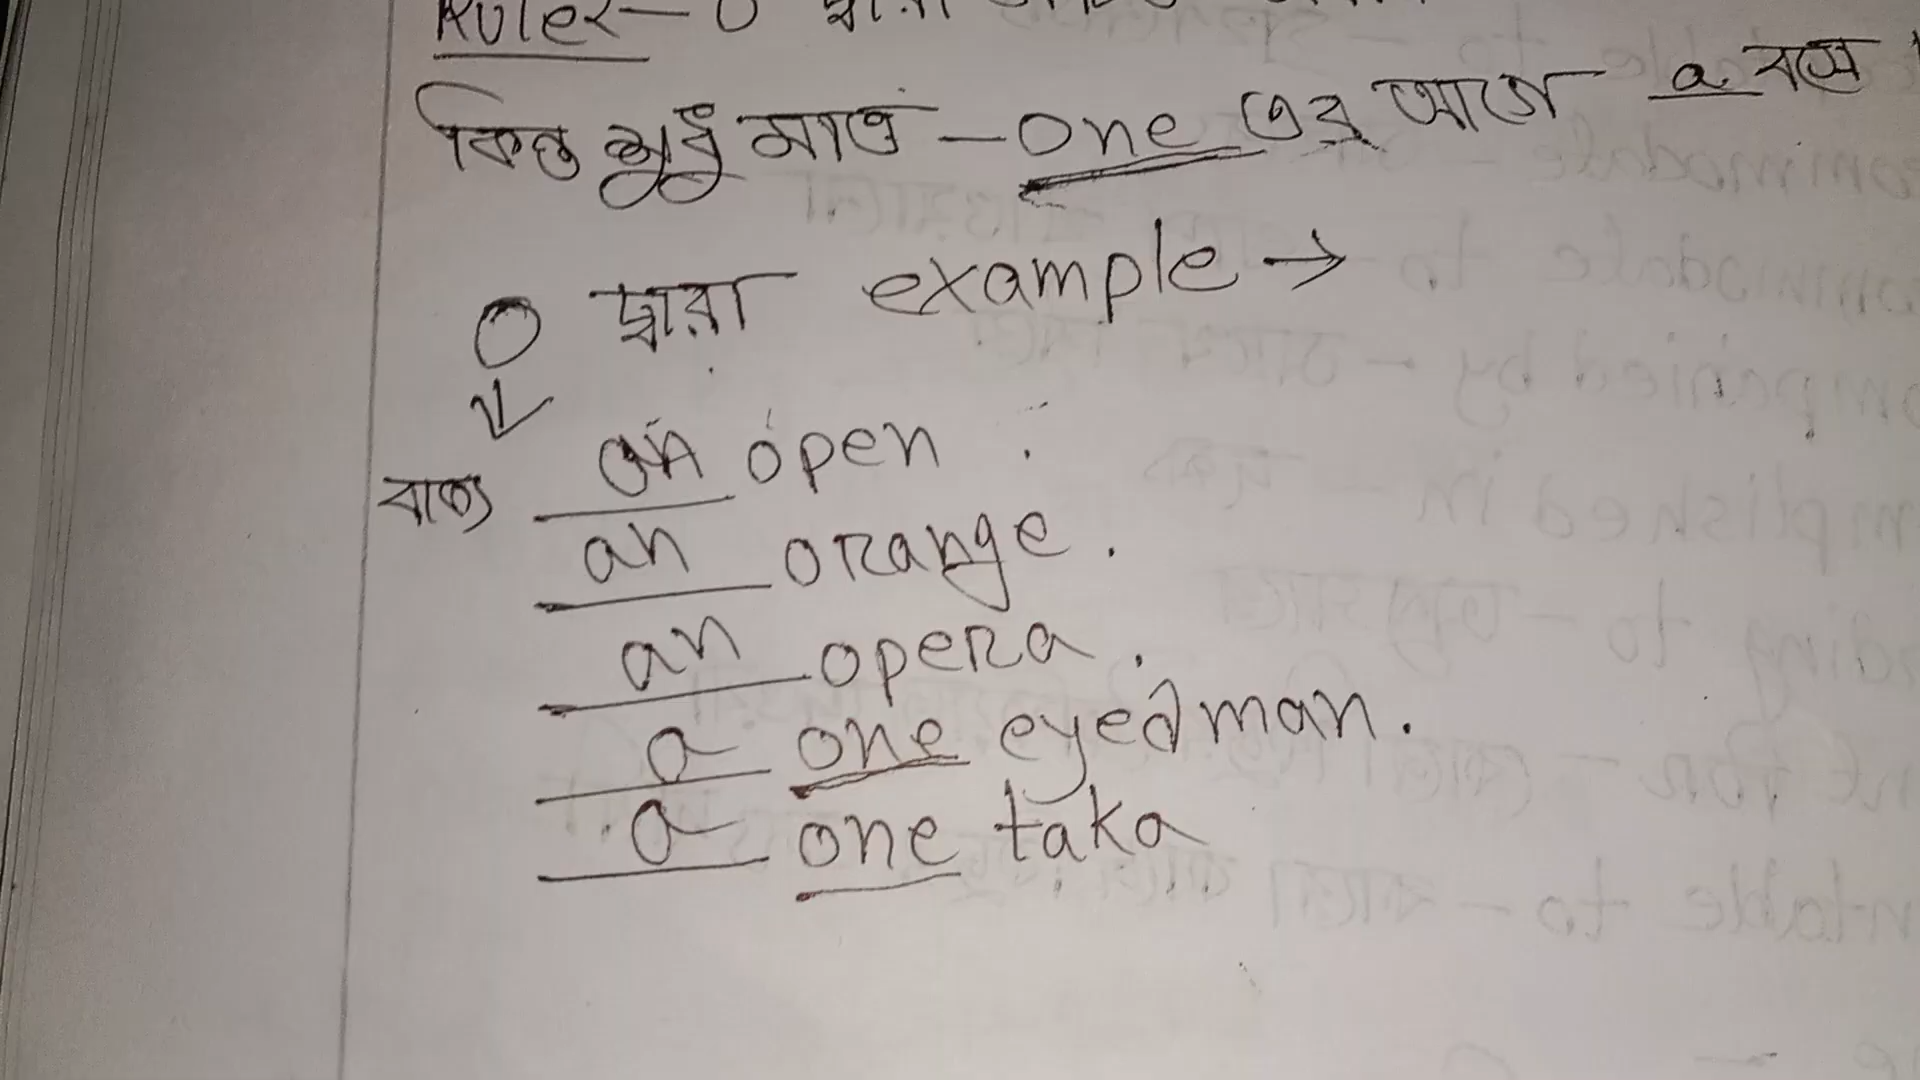 Rule:- O দ্বারা
কিন্তু শুধু মাত্র - one এর আগে a বসে।
O দ্বারা example →
an open.
বাক্য
an orange.
an opera.
a one eyed man.
a one taka